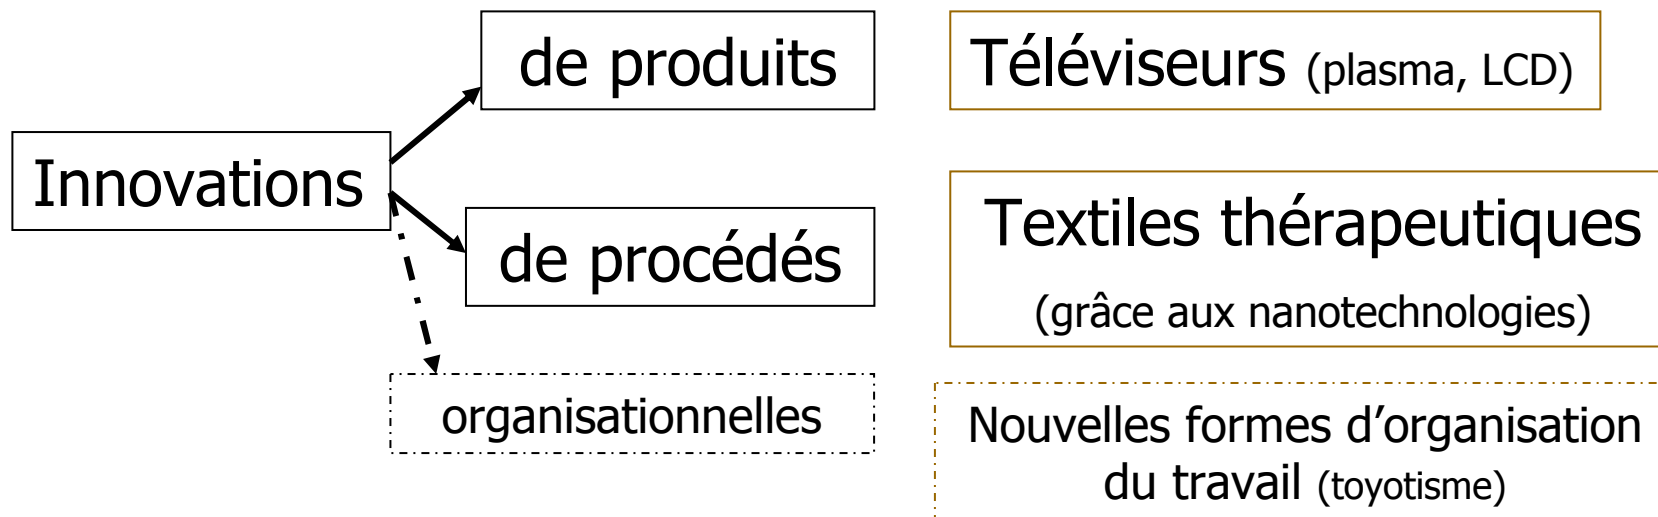 de produits
Téléviseurs (plasma, LCD)
Innovations
de procédés
Textiles thérapeutiques
(grâce aux nanotechnologies)
organisationnelles
Nouvelles formes d’organisation
du travail (toyotisme)